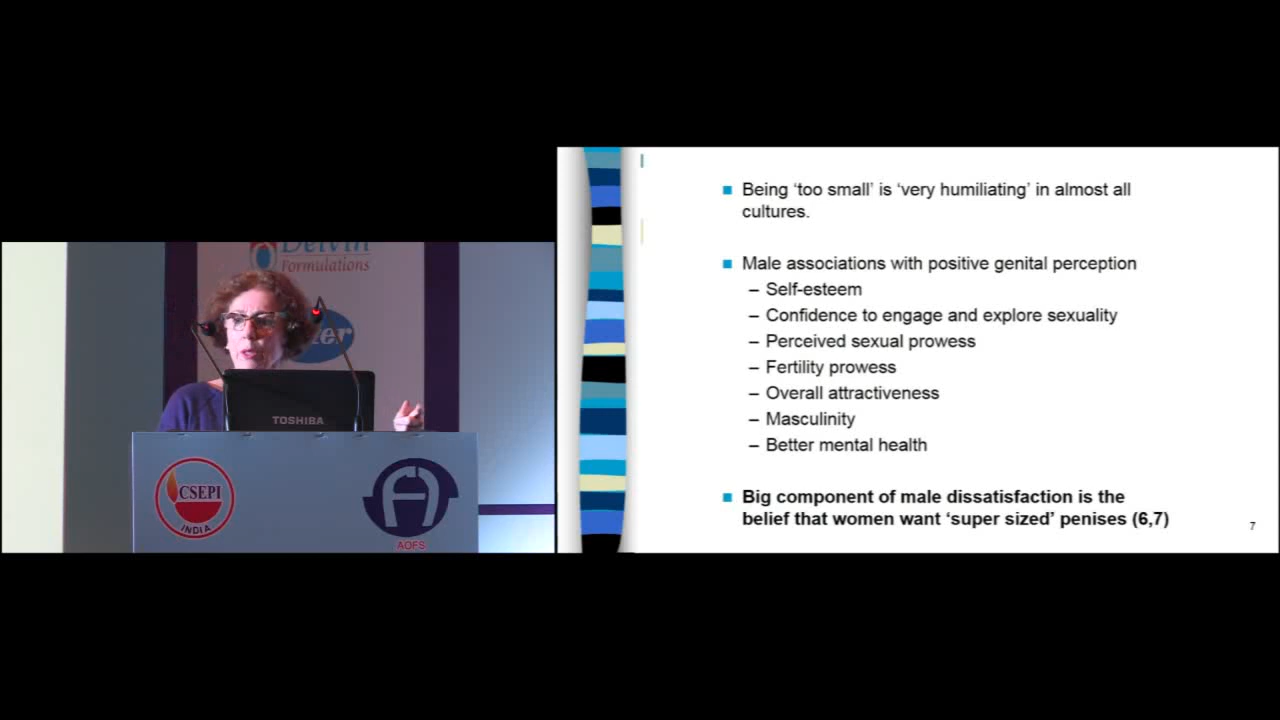 Delvin
Formulations
TOSHIBA
CSEPI
INDIA
AOFS
■ Being ‘too small’ is ‘very humiliating’ in almost all
cultures.
■ Male associations with positive genital perception
– Self-esteem
– Confidence to engage and explore sexuality
– Perceived sexual prowess
– Fertility prowess
– Overall attractiveness
– Masculinity
– Better mental health
■ Big component of male dissatisfaction is the
belief that women want ‘super sized’ penises (6,7)
7